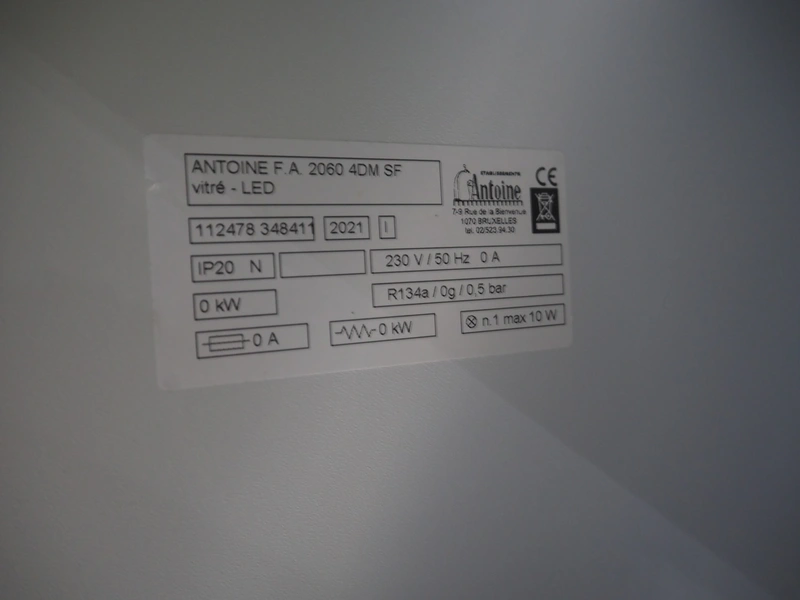 ANTOINE F.A. 2060 4DM SF
vitré - LED
ETABLISSEMENTS
Antoine
7-9 Rue de la Bienvenue
1070 BRUXELLES
tel. 02/523.94.30
CE
112478 348411 2021 I
IP20 N
230 V / 50 Hz 0 A
0 kW
R134a / 0g / 0,5 bar
0 A
0 kW
n.1 max 10 W